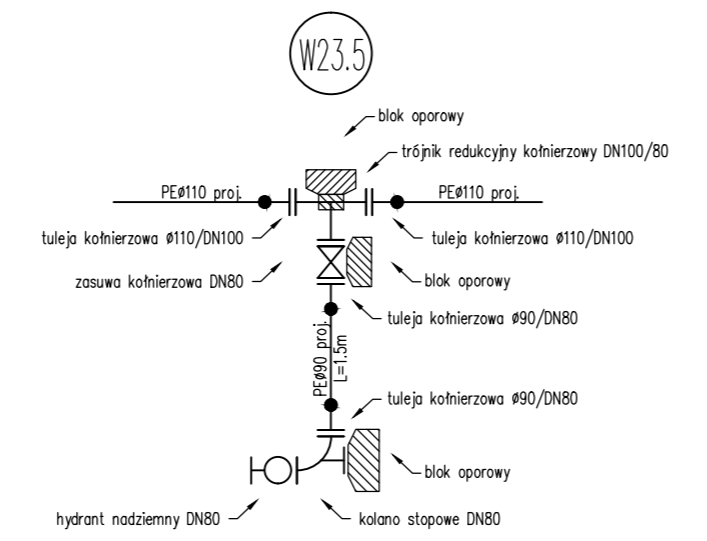 W23.5
blok oporowy
trójnik redukcyjny kołnierzowy DN100/80
PEø110 proj.
PEø110 proj.
tuleja kołnierzowa ø110/DN100
tuleja kołnierzowa ø110/DN100
zasuwa kołnierzowa DN80
blok oporowy
tuleja kołnierzowa ø90/DN80
PEø90 proj.
L=1.5m
tuleja kołnierzowa ø90/DN80
blok oporowy
hydrant nadziemny DN80
kolano stopowe DN80